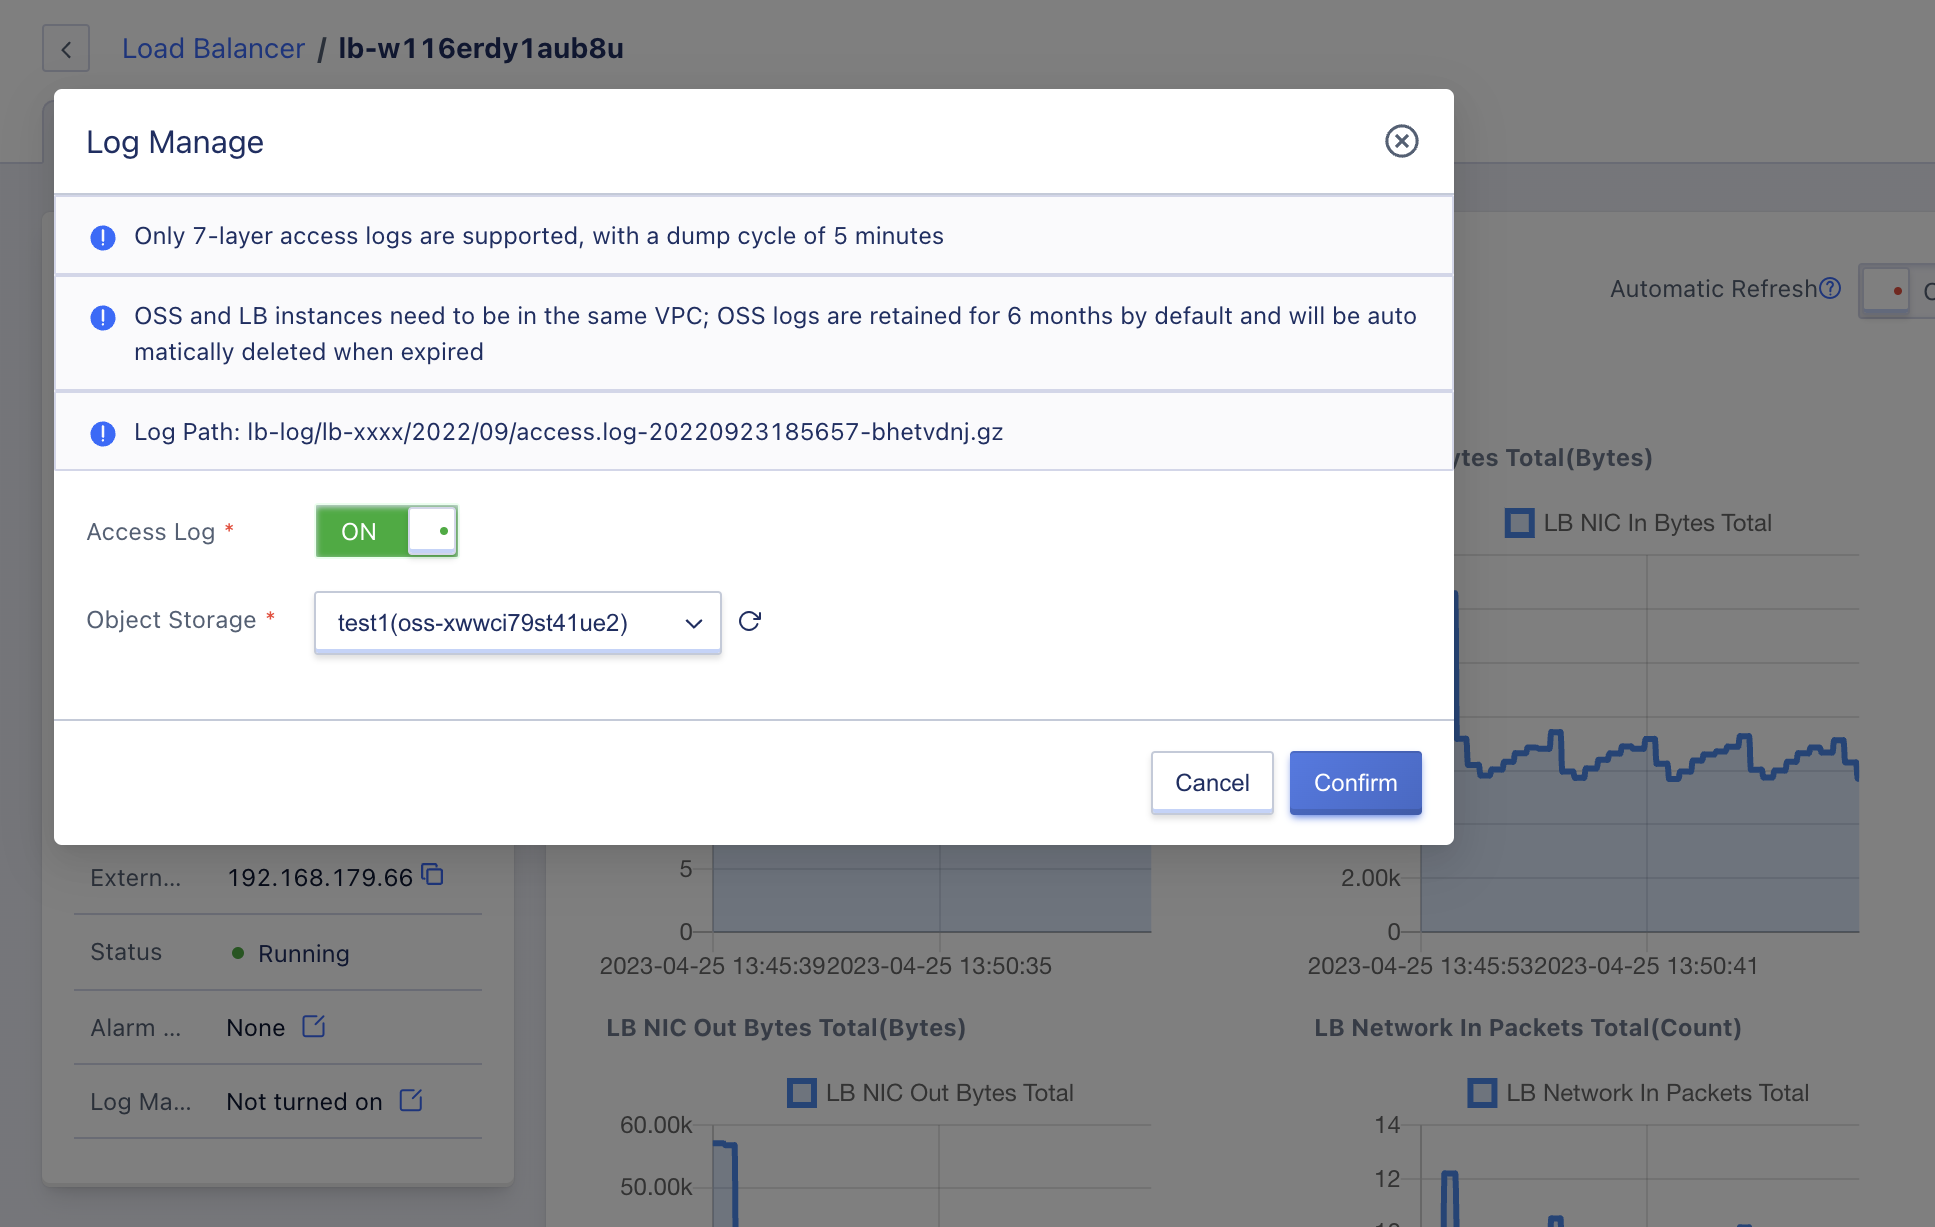 Load Balancer / lb-w116erdy1aub8u
Log Manage
Only 7-layer access logs are supported, with a dump cycle of 5 minutes
OSS and LB instances need to be in the same VPC; OSS logs are retained for 6 months by default and will be auto
matically deleted when expired
Log Path: lb-log/lb-xxxx/2022/09/access.log-20220923185657-bhetvdnj.gz
Access Log * ON
Object Storage * test1(oss-xwwci79st41ue2)
Cancel Confirm
Automatic Refresh
Total(Bytes)
LB NIC In Bytes Total
Extern... 192.168.179.66
Status Running
Alarm ... None
Log Ma... Not turned on
5
0
2023-04-25 13:45:39 2023-04-25 13:50:35
2.00k
0
2023-04-25 13:45:53 2023-04-25 13:50:41
LB NIC Out Bytes Total(Bytes)
LB NIC Out Bytes Total
60.00k
50.00k
LB Network In Packets Total(Count)
LB Network In Packets Total
14
12